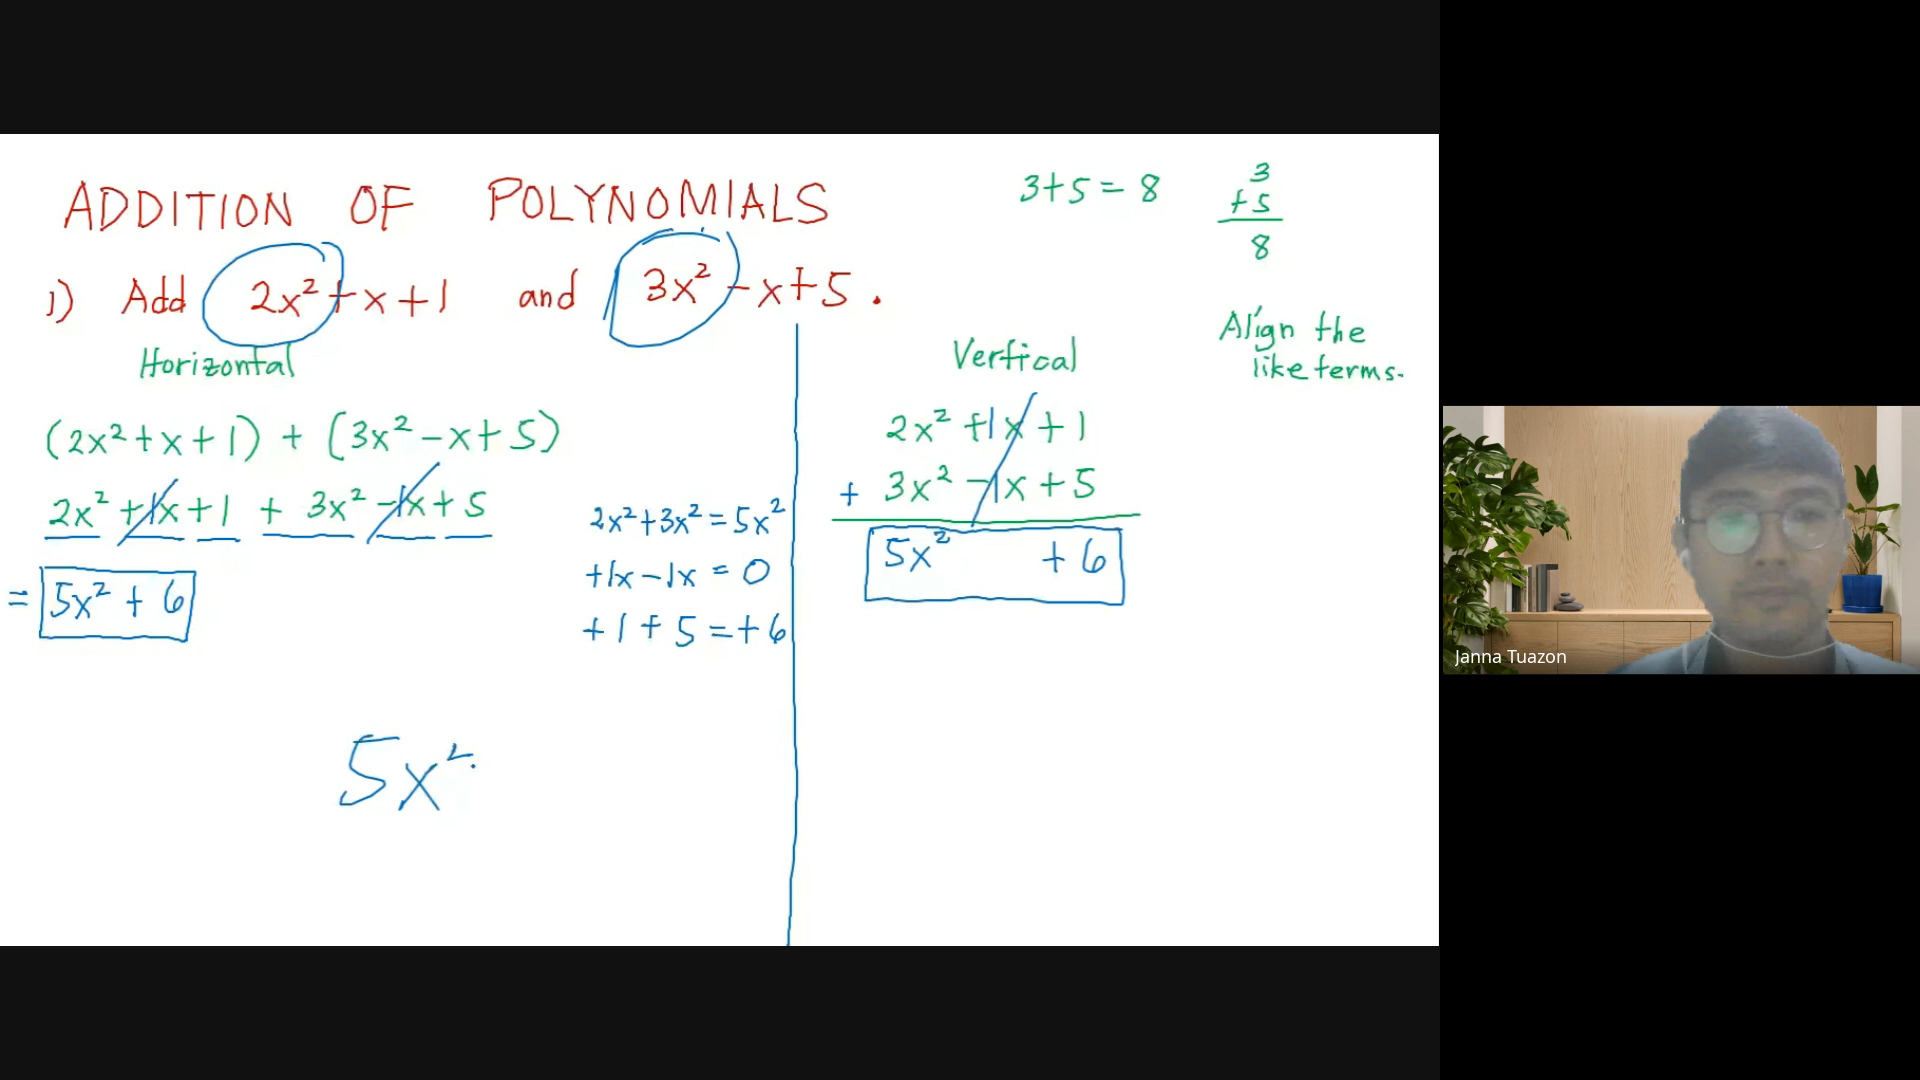 ADDITION OF POLYNOMIALS
1) Add 2x² + x + 1 and 3x² - x + 5.
Horizontal
(2x² + x + 1) + (3x² - x + 5)
2x² + 1x + 1 + 3x² - 1x + 5
= 5x² + 6
2x² + 3x² = 5x²
+1x - 1x = 0
+1 + 5 = +6
5x²
Vertical
2x² + 1x + 1
+ 3x² - 1x + 5
5x² + 6
3 + 5 = 8
3
+5
8
Align the
like terms.
Janna Tuazon